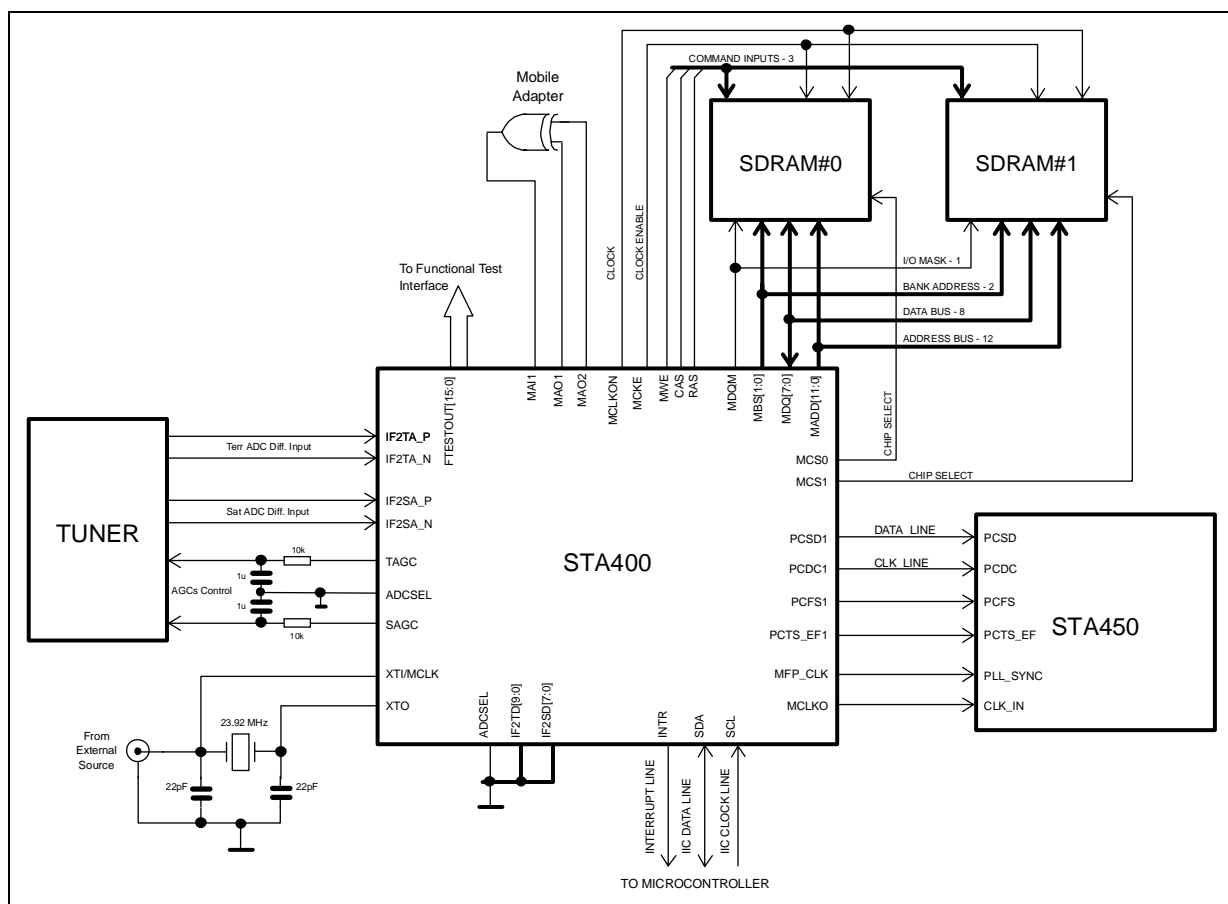 COMMAND INPUTS - 3
Mobile
Adapter
SDRAM#0
SDRAM#1
CLOCK
CLOCK ENABLE
I/O MASK - 1
BANK ADDRESS - 2
DATA BUS - 8
ADDRESS BUS - 12
To Functional Test
Interface
FTESTOUT[15:0]
MAI1
MAO1
MAO2
MCLKON
MCKE
MWE
CAS
RAS
MDQM
MBS[1:0]
MDQ[7:0]
MADD[11:0]
CHIP SELECT
MCS0
MCS1
CHIP SELECT
TUNER
Terr ADC Diff. Input
Sat ADC Diff. Input
IF2TA_P
IF2TA_N
IF2SA_P
IF2SA_N
10k
TAGC
1u
AGCs Control
ADCSEL
1u
SAGC
10k
STA400
PCSD1
DATA LINE
PCSD
PCDC1
CLK LINE
PCDC
PCFS1
PCFS
PCTS_EF1
PCTS_EF
MFP_CLK
PLL_SYNC
MCLKO
CLK_IN
STA450
XTI/MCLK
XTO
23.92 MHz
From
External
Source
22pF
22pF
ADCSEL
IF2TD[9:0]
IF2SD[7:0]
INTR
SDA
SCL
INTERRUPT LINE
IIC DATA LINE
IIC CLOCK LINE
TO MICROCONTROLLER